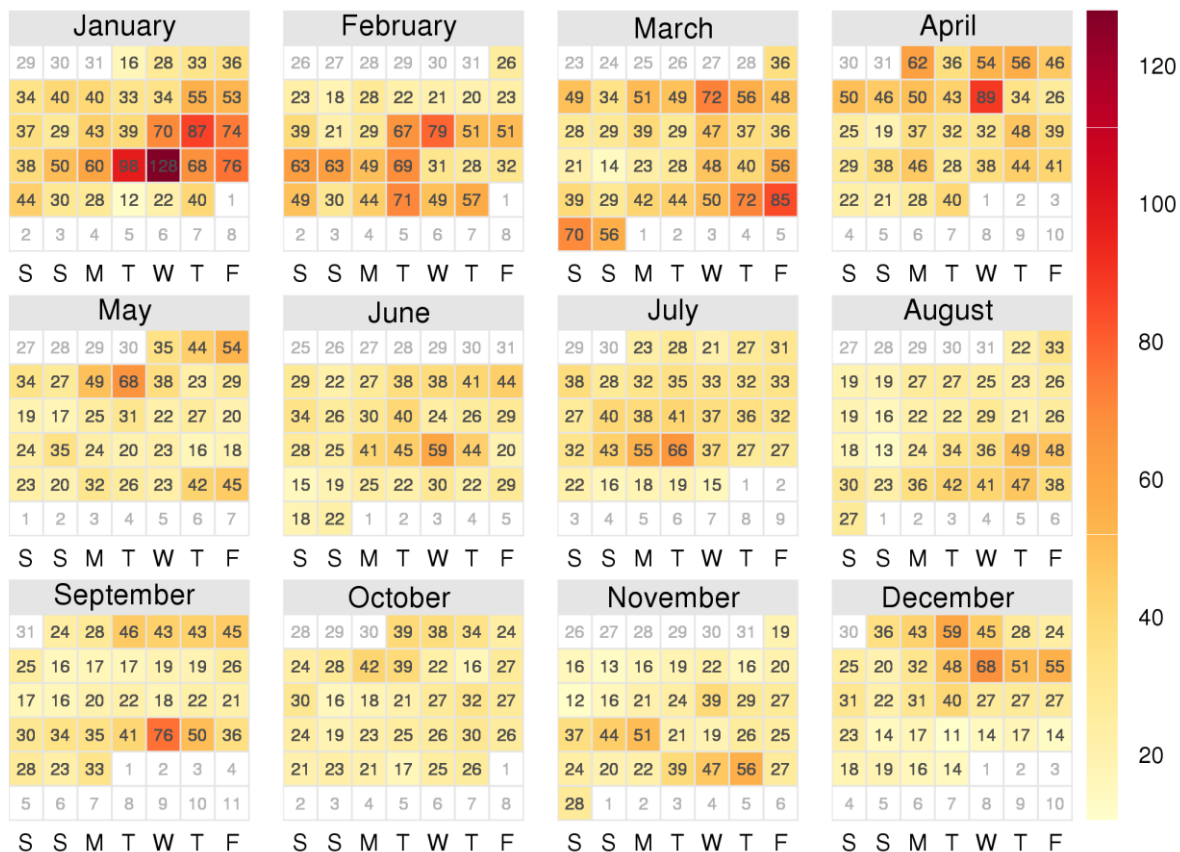 January February March April
29 30 31 16 28 33 36 26 27 28 29 30 31 26 23 24 25 26 27 28 36 30 31 62 36 54 56 46
34 40 40 33 34 55 53 23 18 28 22 21 20 23 49 34 51 49 72 56 48 50 46 50 43 89 34 26
37 29 43 39 70 87 74 39 21 29 67 79 51 51 28 29 39 29 47 37 36 25 19 37 32 32 48 39
38 50 60 98 128 68 76 63 63 49 69 31 28 32 21 14 23 28 48 40 56 29 38 46 28 38 44 41
44 30 28 12 22 40 1 49 30 44 71 49 57 1 39 29 42 44 50 72 85 22 21 28 40 1 2 3
2 3 4 5 6 7 8 2 3 4 5 6 7 8 70 56 1 2 3 4 5 4 5 6 7 8 9 10
S S M T W T F S S M T W T F S S M T W T F S S M T W T F
May June July August
27 28 29 30 35 44 54 25 26 27 28 29 30 31 29 30 23 28 21 27 31 27 28 29 30 31 22 33
34 27 49 68 38 23 29 29 22 27 38 38 41 44 38 28 32 35 33 32 33 19 19 27 27 25 23 26
19 17 25 31 22 27 20 34 26 30 40 24 26 29 27 40 38 41 37 36 32 19 16 22 22 29 21 26
24 35 24 20 23 16 18 28 25 41 45 59 44 20 32 43 55 66 37 27 27 18 13 24 34 36 49 48
23 20 32 26 23 42 45 15 19 25 22 30 22 29 22 16 18 19 15 1 2 30 23 36 42 41 47 38
1 2 3 4 5 6 7 18 22 1 2 3 4 5 3 4 5 6 7 8 9 27 1 2 3 4 5 6
S S M T W T F S S M T W T F S S M T W T F S S M T W T F
September October November December
31 24 28 46 43 43 45 28 29 30 39 38 34 24 26 27 28 29 30 31 19 30 36 43 59 45 28 24
25 16 17 17 19 19 26 24 28 42 39 22 16 27 16 13 16 19 22 16 20 25 20 32 48 68 51 55
17 16 20 22 18 22 21 30 16 18 21 27 32 27 12 16 21 24 39 29 27 31 22 31 40 27 27 27
30 34 35 41 76 50 36 24 19 23 25 26 30 26 37 44 51 21 19 26 25 23 14 17 11 14 17 14
28 23 33 1 2 3 4 21 23 21 17 25 26 1 24 20 22 39 47 56 27 18 19 16 14 1 2 3
5 6 7 8 9 10 11 2 3 4 5 6 7 8 28 1 2 3 4 5 6 4 5 6 7 8 9 10
S S M T W T F S S M T W T F S S M T W T F S S M T W T F
120
100
80
60
40
20